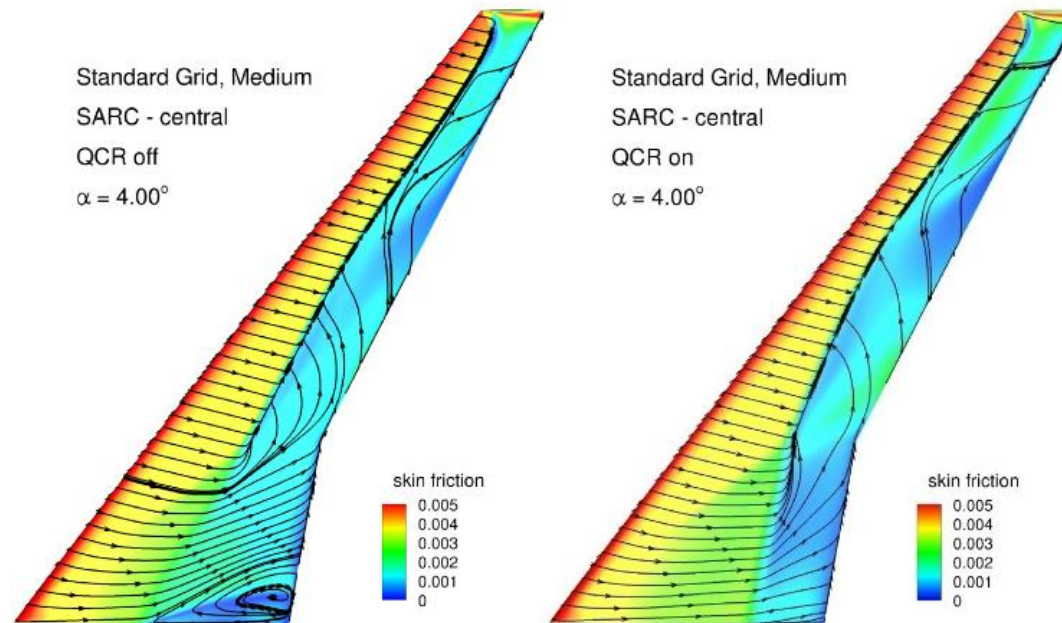 Standard Grid, Medium
SARC - central
QCR off
α = 4.00°
skin friction
0.005
0.004
0.003
0.002
0.001
0
Standard Grid, Medium
SARC - central
QCR on
α = 4.00°
skin friction
0.005
0.004
0.003
0.002
0.001
0